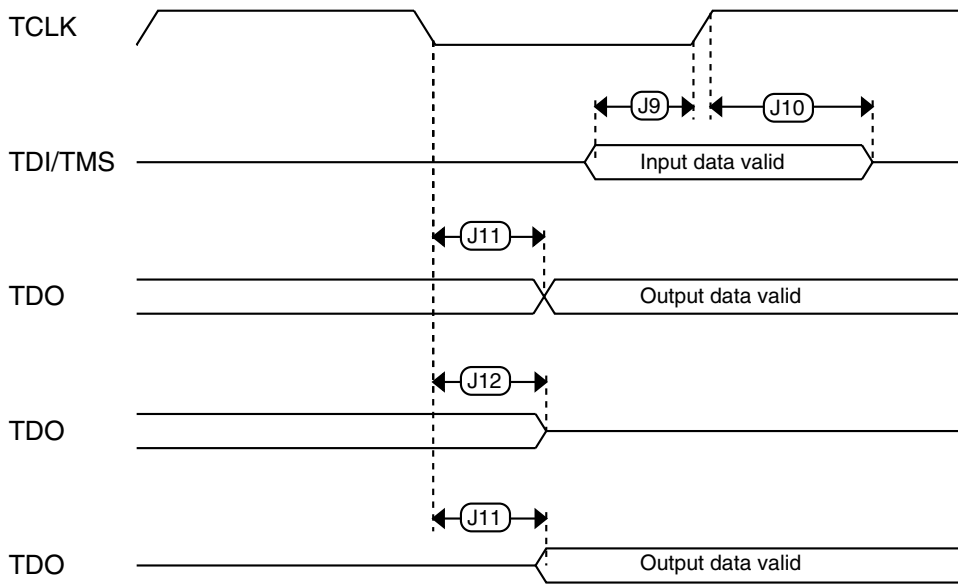 TCLK
J9
J10
TDI/TMS
Input data valid
J11
TDO
Output data valid
J12
TDO
J11
TDO
Output data valid